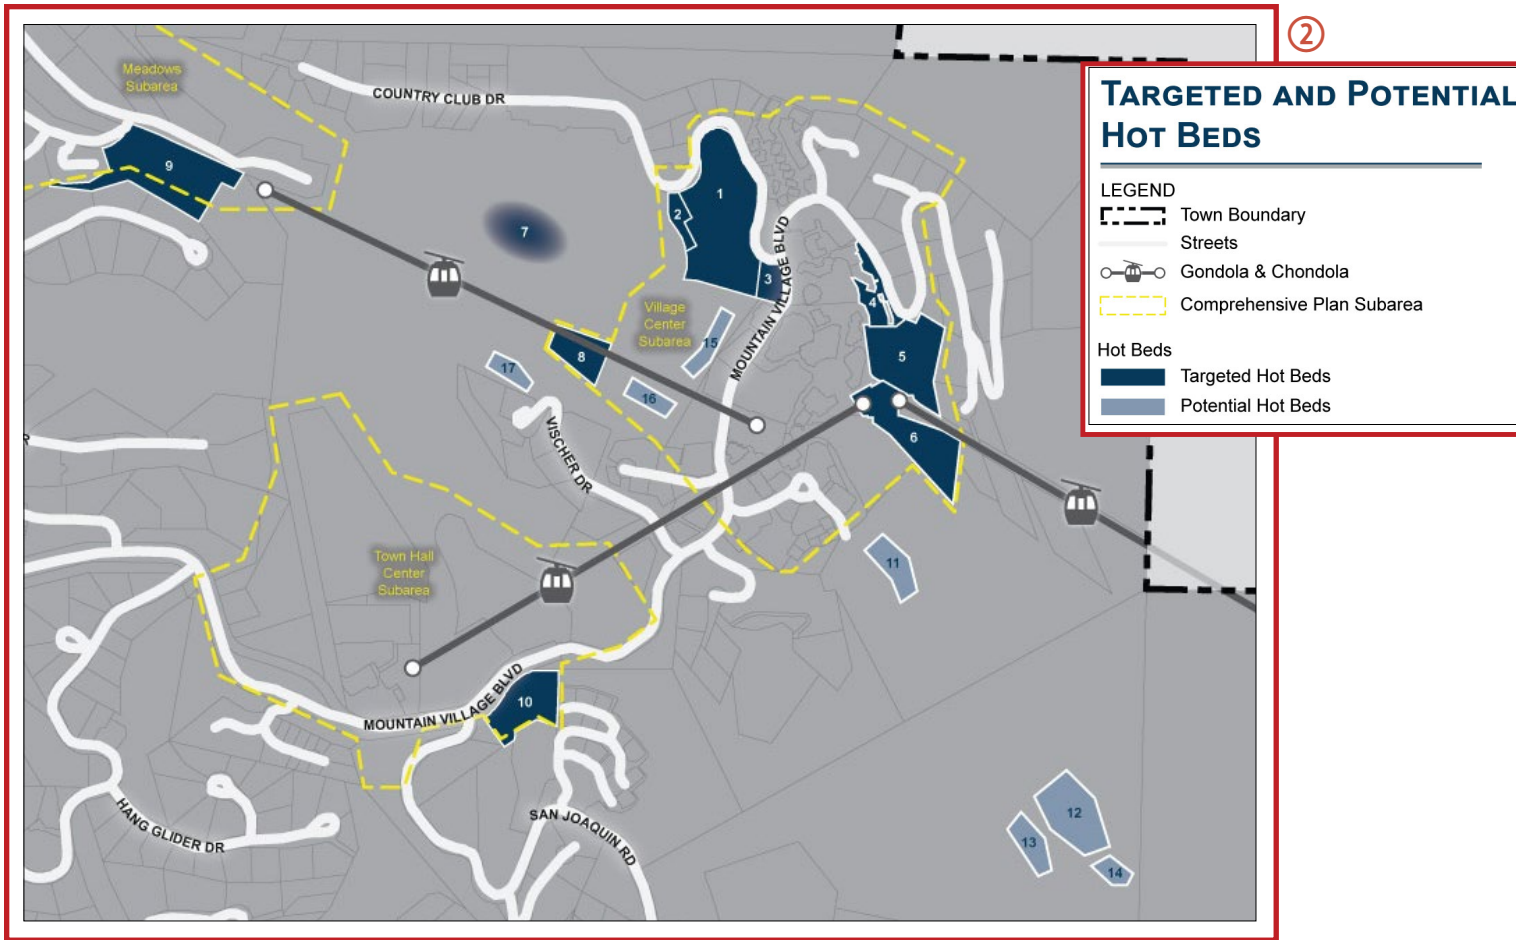 ②
TARGETED AND POTENTIAL
HOT BEDS
LEGEND
Town Boundary
Streets
Gondola & Chondola
Comprehensive Plan Subarea
Hot Beds
Targeted Hot Beds
Potential Hot Beds
Meadows
Subarea
COUNTRY CLUB DR
9
1
2
7
3
MOUNTAIN VILLAGE BLVD
4
Village
Center
Subarea
15
5
8
17
16
6
R
VISCHER DR
11
Town Hall
Center
Subarea
10
MOUNTAIN VILLAGE BLVD
HANG GLIDER DR
SAN JOAQUIN RD
12
13
14